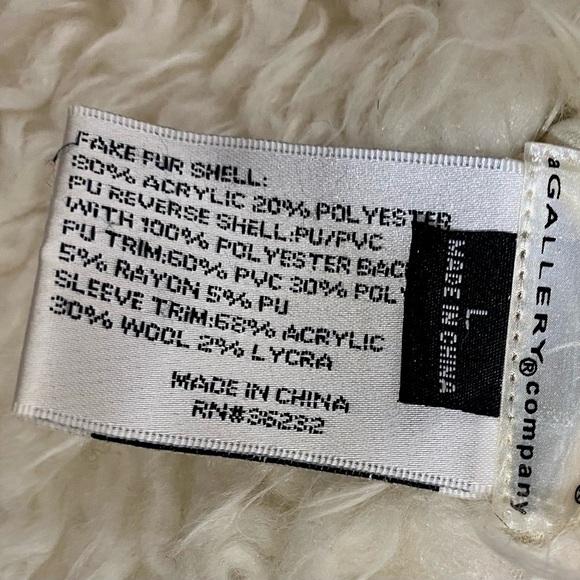 FAKE FUR SHELL:
80% ACRYLIC 20% POLYESTER
PU REVERSE SHELL:PU/PVC
WITH 100% POLYESTER BAC
PU TRIM:60% PVC 30% POLY
5% RAYON 5% PU
SLEEVE TRIM:68% ACRYLIC
30% WOOL 2% LYCRA
MADE IN CHINA
RN#36232
L
MADE IN CHINA
GALLERY®company
®